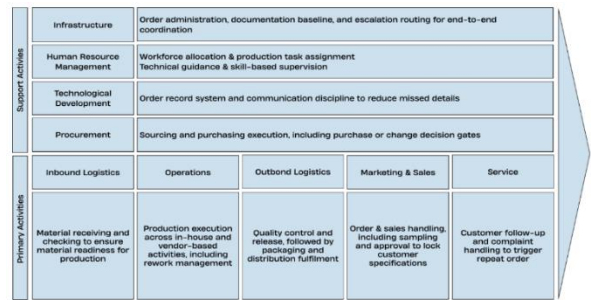 Support Activies
Infrastructure
Order administration, documentation baseline, and escalation routing for end-to-end
coordination
Human Resource
Management
Workforce allocation & production task assignment
Technical guidance & skill-based supervision
Technological
Development
Order record system and communication discipline to reduce missed details
Procurement
Sourcing and purchasing execution, including purchase or change decision gates
Primary Activities
Inbound Logistics
Operations
Outbond Logistics
Marketing & Sales
Service
Material receiving and
checking to ensure
material readiness for
production
Production execution
across in-house and
vendor-based
activities, including
rework management
Quality control and
release, followed by
packaging and
distribution fulfilment
Order & sales handling,
including sampling
and approval to lock
customer
specifications
Customer follow-up
and complaint
handling to trigger
repeat order